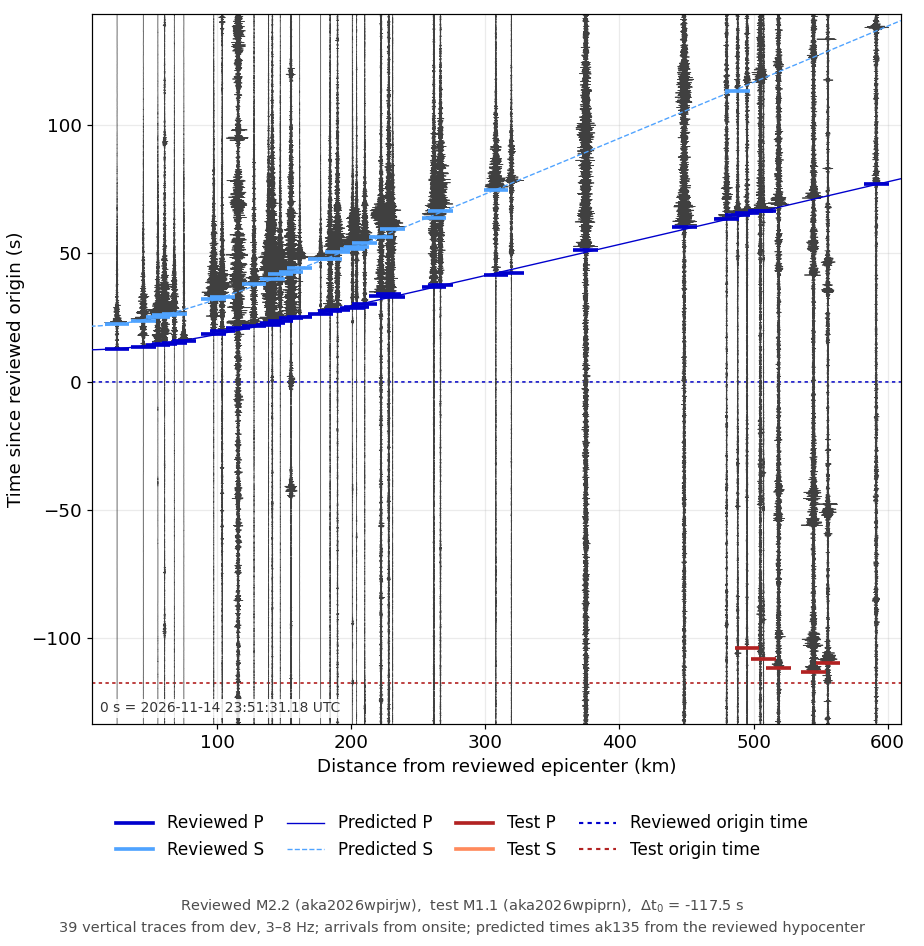 Time since reviewed origin (s)
100
50
0
−50
−100
0 s = 2026-11-14 23:51:31.18 UTC
100 200 300 400 500 600
Distance from reviewed epicenter (km)
Reviewed P Predicted P Test P Reviewed origin time
Reviewed S Predicted S Test S Test origin time
Reviewed M2.2 (aka2026wpirjw), test M1.1 (aka2026wpiprn), Δt₀ = -117.5 s
39 vertical traces from dev, 3–8 Hz; arrivals from onsite; predicted times ak135 from the reviewed hypocenter